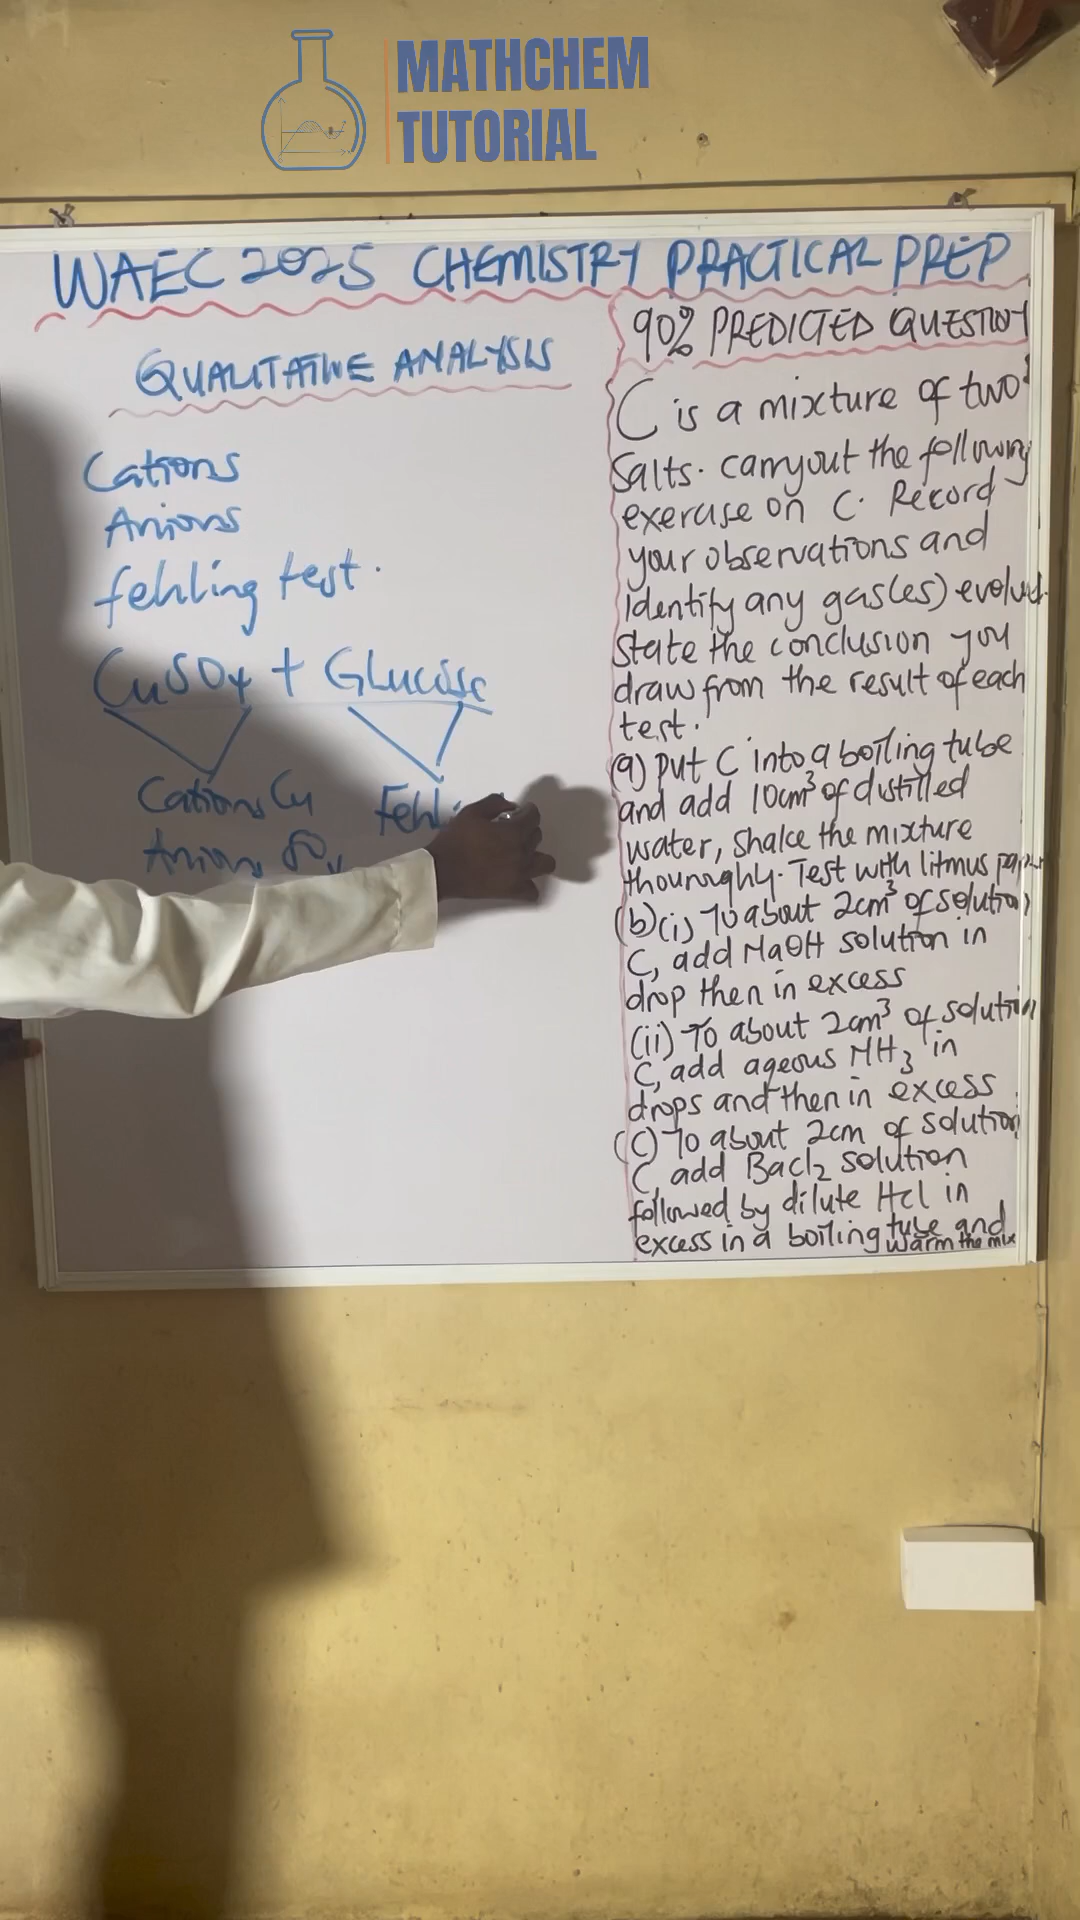 MATHCHEM
TUTORIAL
WAEC 2025 CHEMISTRY PRACTICAL PREP
QUALITATIVE ANALYSIS
Cations
Anions
fehling test.
CuSO4 + Glucose
Cations Cu
Anions SO4
Fehli
90% PREDICTED QUESTION
C is a mixture of two
Salts. carryout the following
exercise on C. Record
your observations and
Identify any gas(es) evolved.
State the conclusion you
draw from the result of each
test.
(a) Put C into a boiling tube
and add 10cm³ of distilled
water, Shake the mixture
thouroughly. Test with litmus paper
(b)(i) To about 2cm³ of solution
C, add NaOH solution in
drop then in excess
(ii) To about 2cm³ of solution
C, add aqeous NH3 in
drops and then in excess
(C) To about 2cm of solution
C, add Bacl2 solution
followed by dilute Hcl in
excess in a boiling tube and
warm the mix